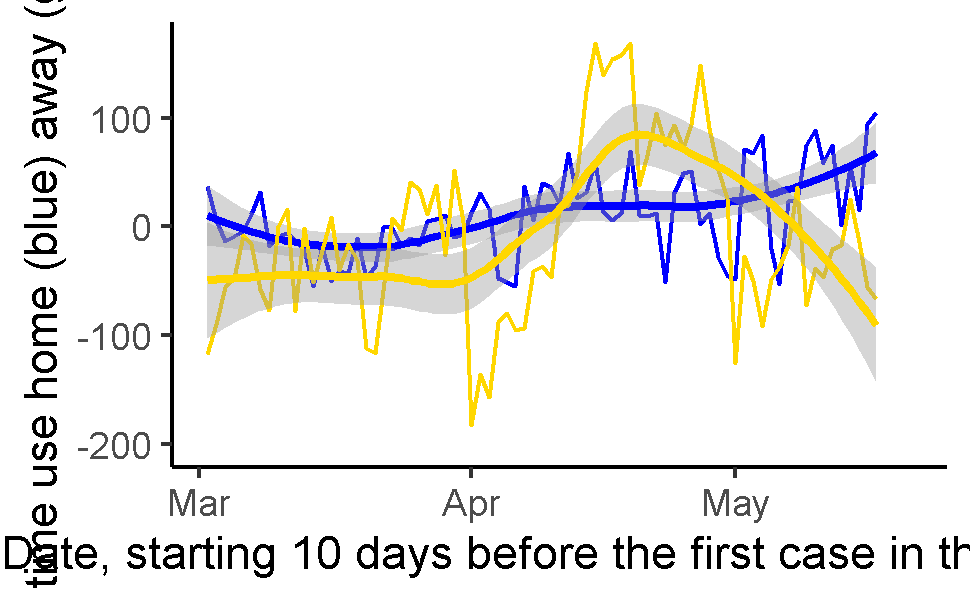 time use home (blue) away (
100
0
-100
-200
Mar Apr May
Date, starting 10 days before the first case in th